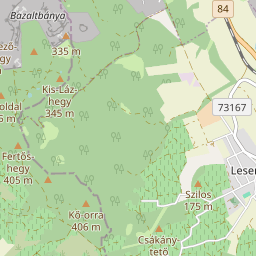 Bazaltbánya
84
335 m
Kis-Láz-
hegy
345 m
73167
Fertős-
hegy
405 m
Kő-orra
406 m
Szilos
175 m
Csákány-
tető